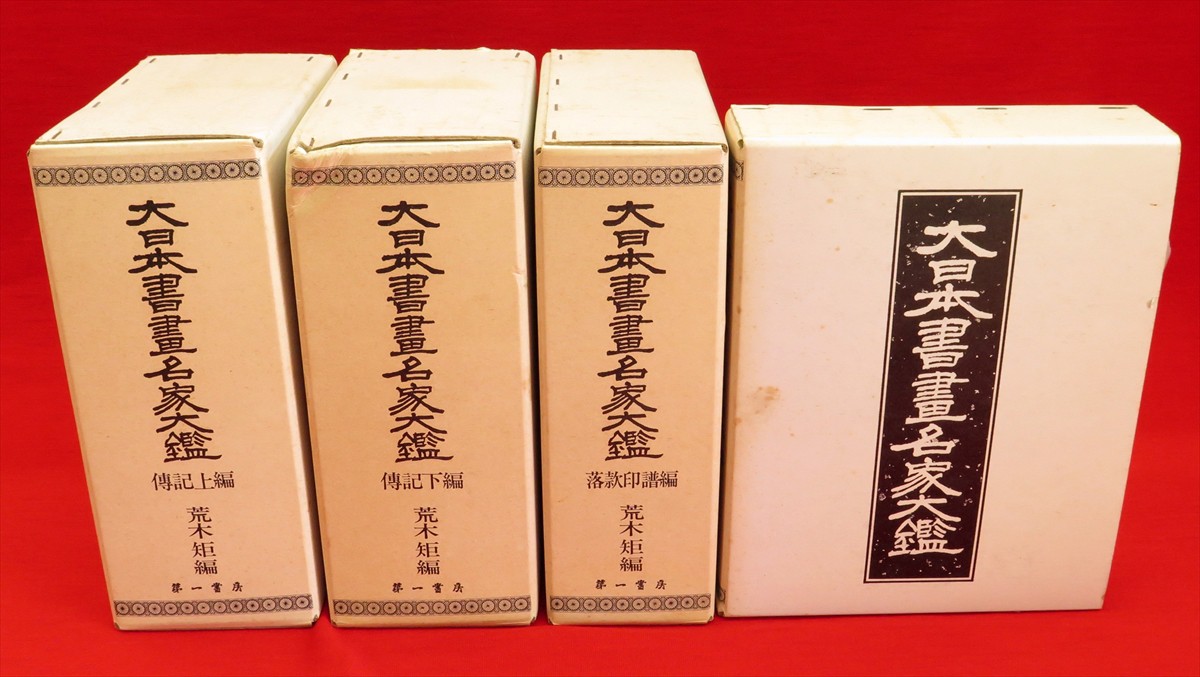 大日本書畫名家大鑑
傳記上編
荒木矩編
第一書房
大日本書畫名家大鑑
傳記下編
荒木矩編
第一書房
大日本書畫名家大鑑
落款印譜編
荒木矩編
第一書房
大日本書畫名家大鑑